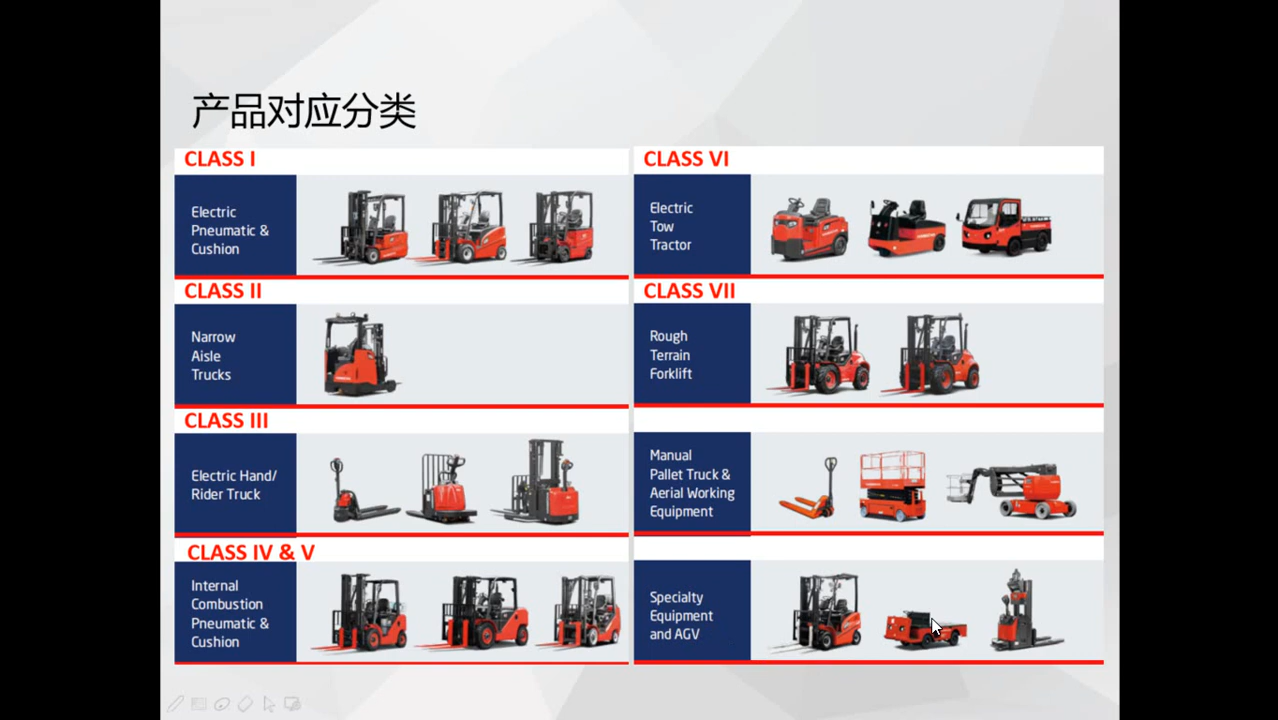 产品对应分类
CLASS I
Electric
Pneumatic &
Cushion
CLASS II
Narrow
Aisle
Trucks
CLASS III
Electric Hand/
Rider Truck
CLASS IV & V
Internal
Combustion
Pneumatic &
Cushion
CLASS VI
Electric
Tow
Tractor
CLASS VII
Rough
Terrain
Forklift
Manual
Pallet Truck &
Aerial Working
Equipment
Specialty
Equipment
and AGV